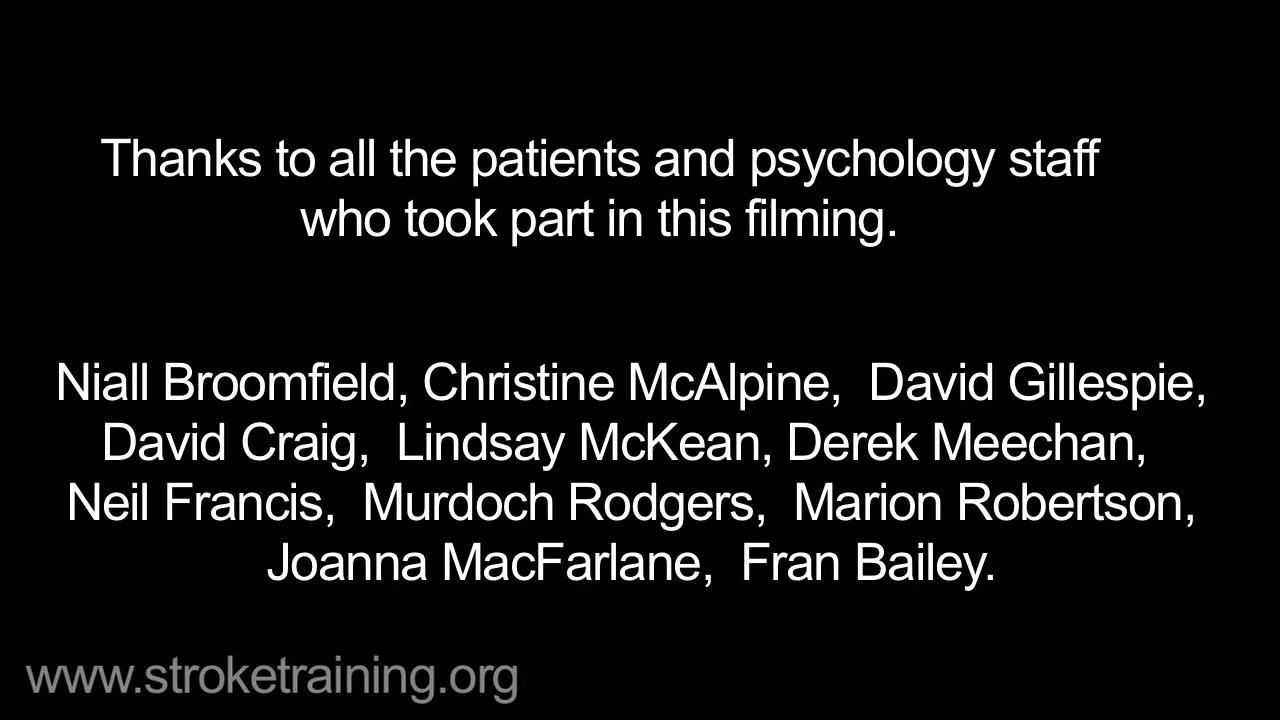 Thanks to all the patients and psychology staff
who took part in this filming.
Niall Broomfield, Christine McAlpine, David Gillespie,
David Craig, Lindsay McKean, Derek Meechan,
Neil Francis, Murdoch Rodgers, Marion Robertson,
Joanna MacFarlane, Fran Bailey.
www.stroketraining.org